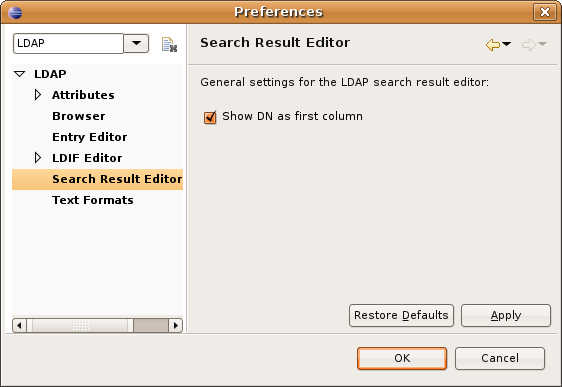 Preferences
LDAP
Search Result Editor
LDAP
Attributes
Browser
Entry Editor
LDIF Editor
Search Result Editor
Text Formats
General settings for the LDAP search result editor:
Show DN as first column
Restore Defaults
Apply
OK
Cancel